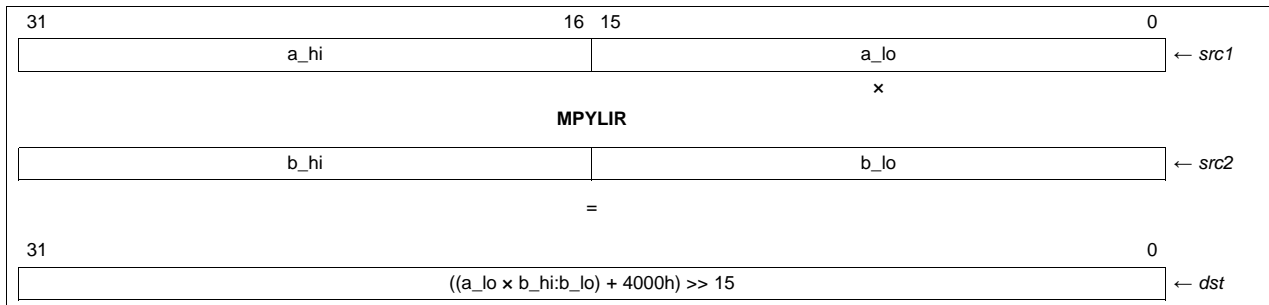 31 16 15 0
a_hi a_lo ← src1
×
MPYLIR
b_hi b_lo ← src2
=
31 0
((a_lo × b_hi:b_lo) + 4000h) >> 15 ← dst